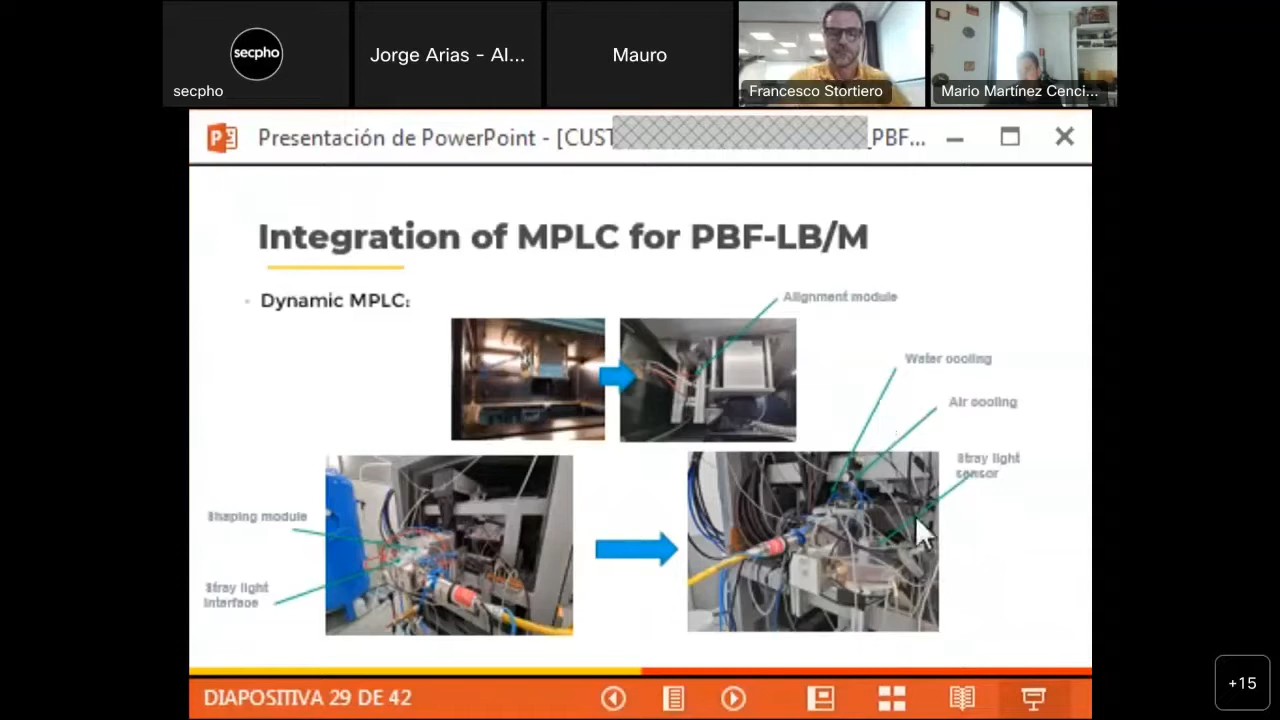 secpho
secpho
Jorge Arias - Al...
Mauro
Francesco Stortiero
Mario Martínez Cenci...
Presentación de PowerPoint - [CUST
_PBF...
Integration of MPLC for PBF-LB/M
Dynamic MPLC:
Alignment module
Water cooling
Air cooling
Stray light
sensor
Shaping module
Stray light
interface
DIAPOSITIVA 29 DE 42
+15